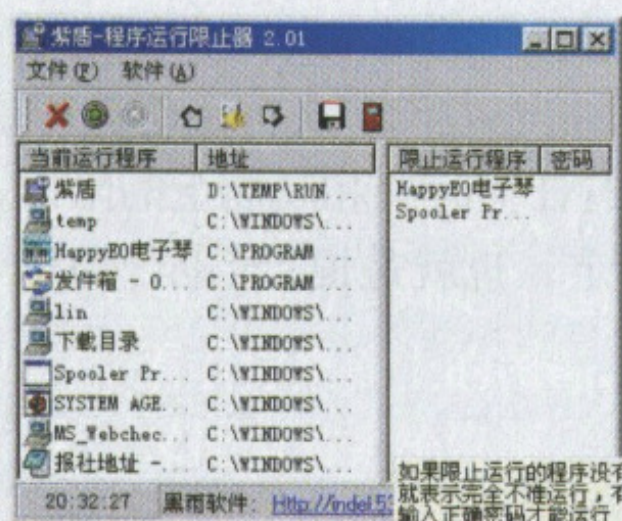 紫盾-程序运行限止器 2.01
文件(F) 软件(A)
当前运行程序 地址
紫盾 D:\TEMP\RUN...
temp C:\WINDOWS\...
HappyEO电子琴 C:\PROGRAM ...
发件箱 - O... C:\PROGRAM ...
lin C:\WINDOWS\...
下载目录 C:\WINDOWS\...
Spooler Pr... C:\WINDOWS\...
SYSTEM AGE... C:\WINDOWS\...
MS_Webchec... C:\WINDOWS\...
报社地址 -... C:\WINDOWS\...
限止运行程序 密码
HappyEO电子琴
Spooler Pr...
如果限止运行的程序没有
就表示完全不准运行，有
输入正确密码才能运行
20:32:27 黑雨软件: Http://indel.53